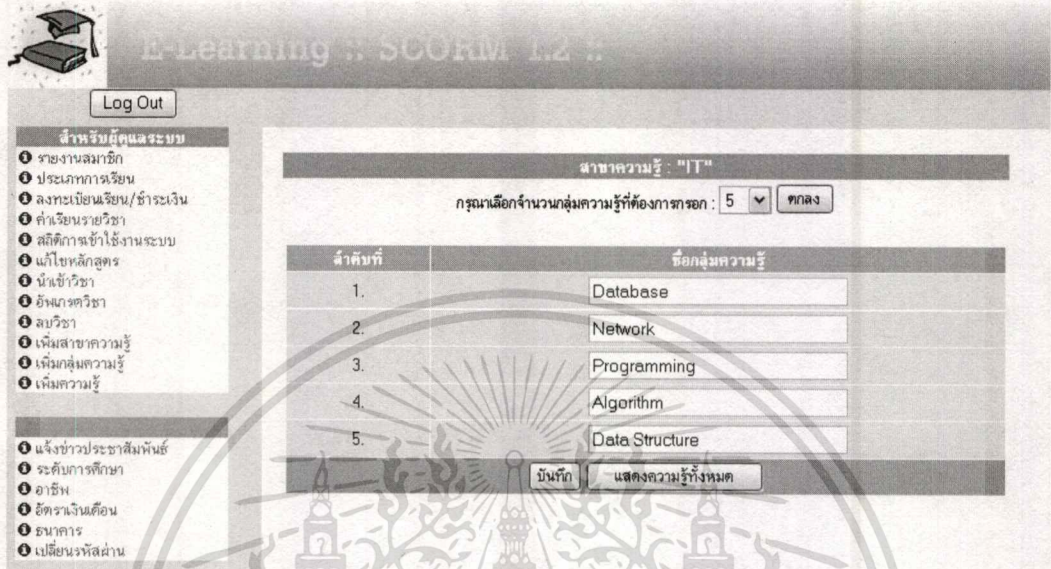 E-Learning :: SCORM 1.2 ::
Log Out
สำหรับผู้ดูแลระบบ
รายงานสมาชิก
ประเภทการเรียน
ลงทะเบียนเรียน/ชำระเงิน
ค่าเรียนรายวิชา
สถิติการเข้าใช้งานระบบ
แก้ไขหลักสูตร
นำเข้าวิชา
อัพเกรดวิชา
ลบวิชา
เพิ่มสาขาความรู้
เพิ่มกลุ่มความรู้
เพิ่มความรู้
แจ้งข่าวประชาสัมพันธ์
ระดับการศึกษา
อาชีพ
อัตราเงินเดือน
ธนาคาร
เปลี่ยนรหัสผ่าน
สาขาความรู้ : "IT"
กรุณาเลือกจำนวนกลุ่มความรู้ที่ต้องการกรอก : 5 ตกลง
ลำดับที่ ชื่อกลุ่มความรู้
1. Database
2. Network
3. Programming
4. Algorithm
5. Data Structure
บันทึก แสดงความรู้ทั้งหมด